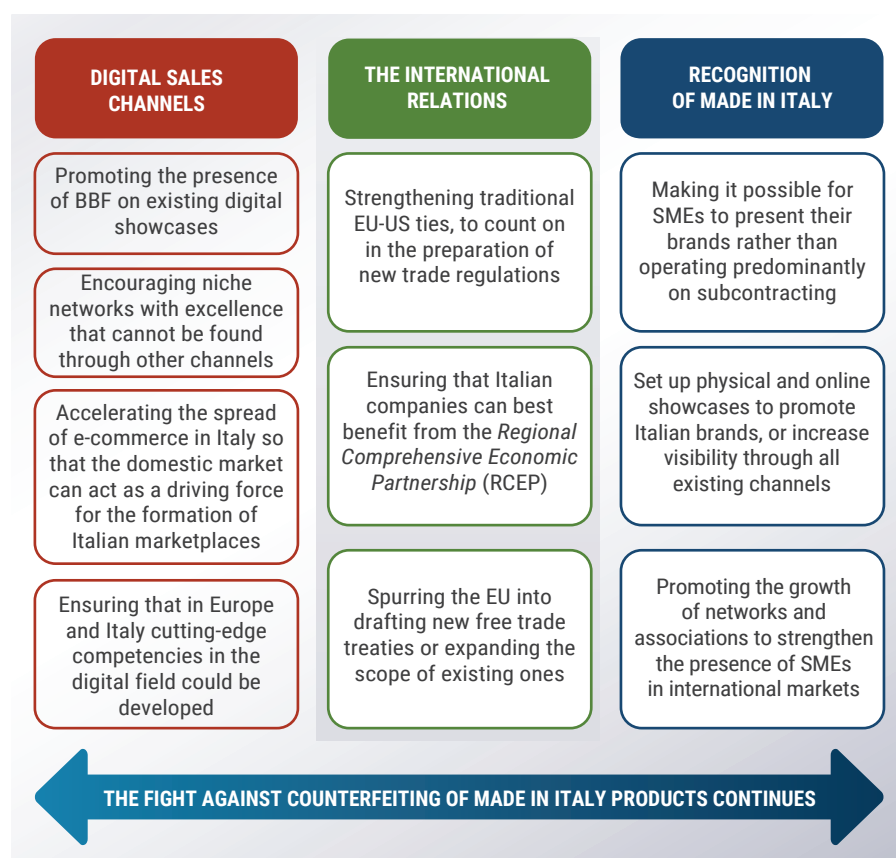 DIGITAL SALES
CHANNELS
Promoting the presence
of BBF on existing digital
showcases
Encouraging niche
networks with excellence
that cannot be found
through other channels
Accelerating the spread
of e-commerce in Italy so
that the domestic market
can act as a driving force
for the formation of
Italian marketplaces
Ensuring that in Europe
and Italy cutting-edge
competencies in the
digital field could be
developed
THE INTERNATIONAL
RELATIONS
Strengthening traditional
EU-US ties, to count on
in the preparation of
new trade regulations
Ensuring that Italian
companies can best
benefit from the Regional
Comprehensive Economic
Partnership (RCEP)
Spurring the EU into
drafting new free trade
treaties or expanding the
scope of existing ones
RECOGNITION
OF MADE IN ITALY
Making it possible for
SMEs to present their
brands rather than
operating predominantly
on subcontracting
Set up physical and online
showcases to promote
Italian brands, or increase
visibility through all
existing channels
Promoting the growth
of networks and
associations to strengthen
the presence of SMEs
in international markets
THE FIGHT AGAINST COUNTERFEITING OF MADE IN ITALY PRODUCTS CONTINUES